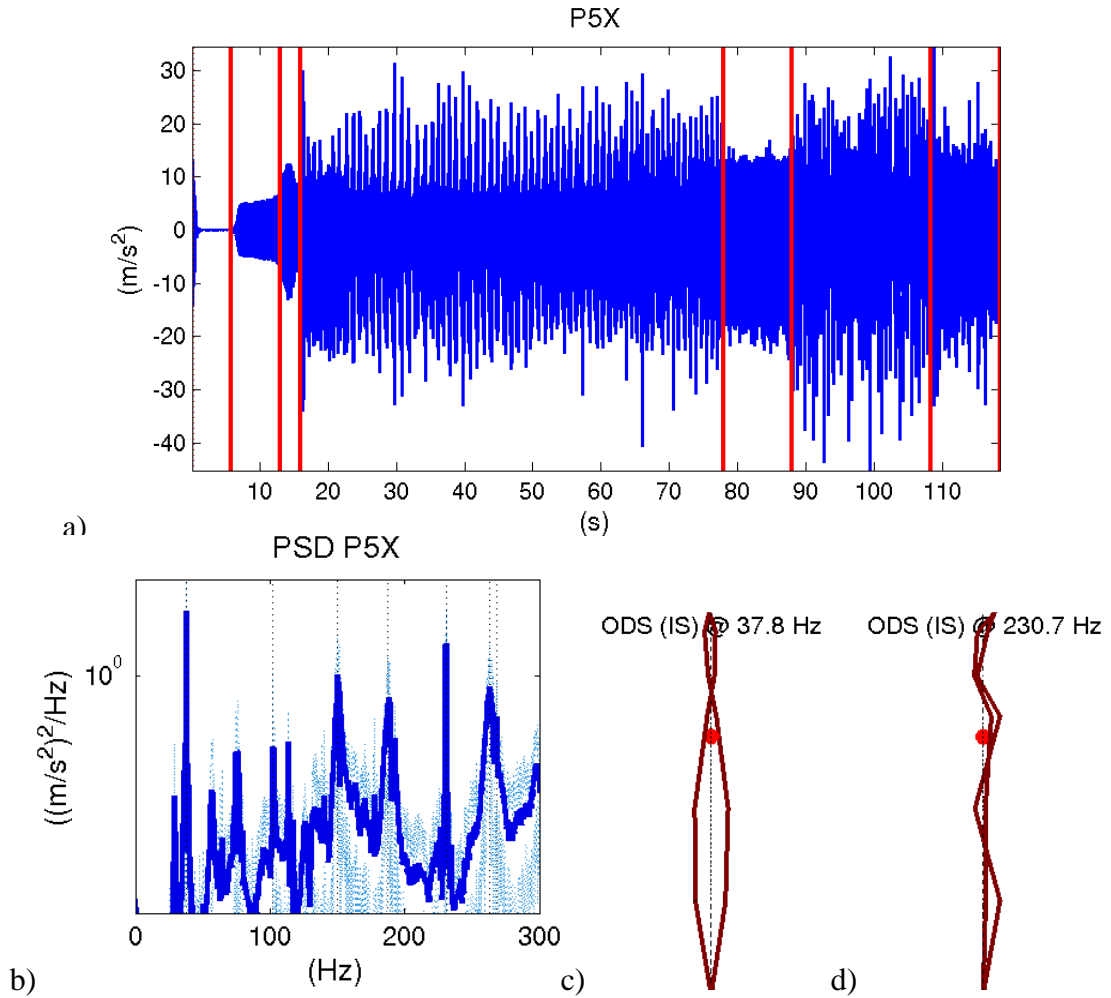 P5X
30
20
10
0
-10
-20
-30
-40
(m/s²)
10 20 30 40 50 60 70 80 90 100 110
(s)
a)
PSD P5X
10⁰
((m/s²)²/Hz)
0 100 200 300
(Hz)
b)
ODS (IS) @ 37.8 Hz
c)
ODS (IS) @ 230.7 Hz
d)